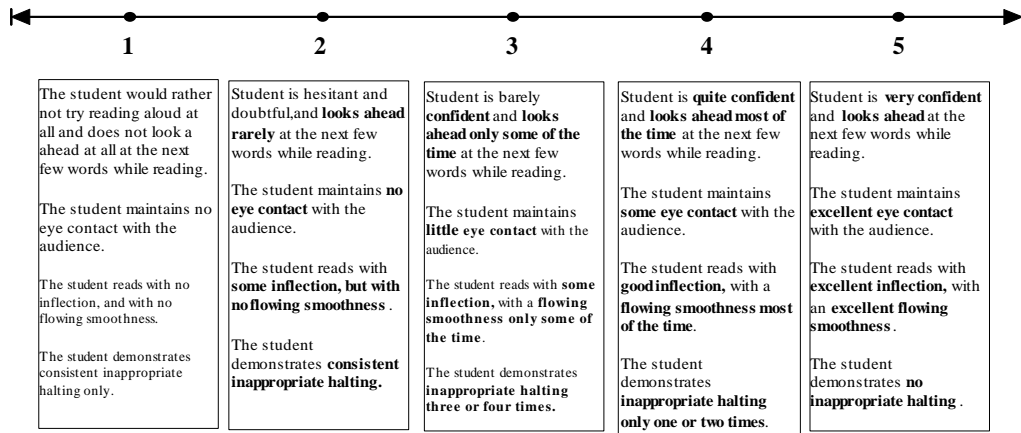 1
2
3
4
5
The student would rather
not try reading aloud at
all and does not look a
ahead at all at the next
few words while reading.
The student maintains no
eye contact with the
audience.
The student reads with no
inflection, and with no
flowing smoothness.
The student demonstrates
consistent inappropriate
halting only.
Student is hesitant and
doubtful,and looks ahead
rarely at the next few
words while reading.
The student maintains no
eye contact with the
audience.
The student reads with
some inflection, but with
no flowing smoothness .
The student
demonstrates consistent
inappropriate halting.
Student is barely
confident and looks
ahead only some of the
time at the next few
words while reading.
The student maintains
little eye contact with the
audience.
The student reads with some
inflection, with a flowing
smoothness only some of
the time.
The student demonstrates
inappropriate halting
three or four times.
Student is quite confident
and looks ahead most of
the time at the next few
words while reading.
The student maintains
some eye contact with the
audience.
The student reads with
good inflection, with a
flowing smoothness most
of the time.
The student
demonstrates
inappropriate halting
only one or two times.
Student is very confident
and looks ahead at the
next few words while
reading.
The student maintains
excellent eye contact
with the audience.
The student reads with
excellent inflection, with
an excellent flowing
smoothness .
The student
demonstrates no
inappropriate halting .